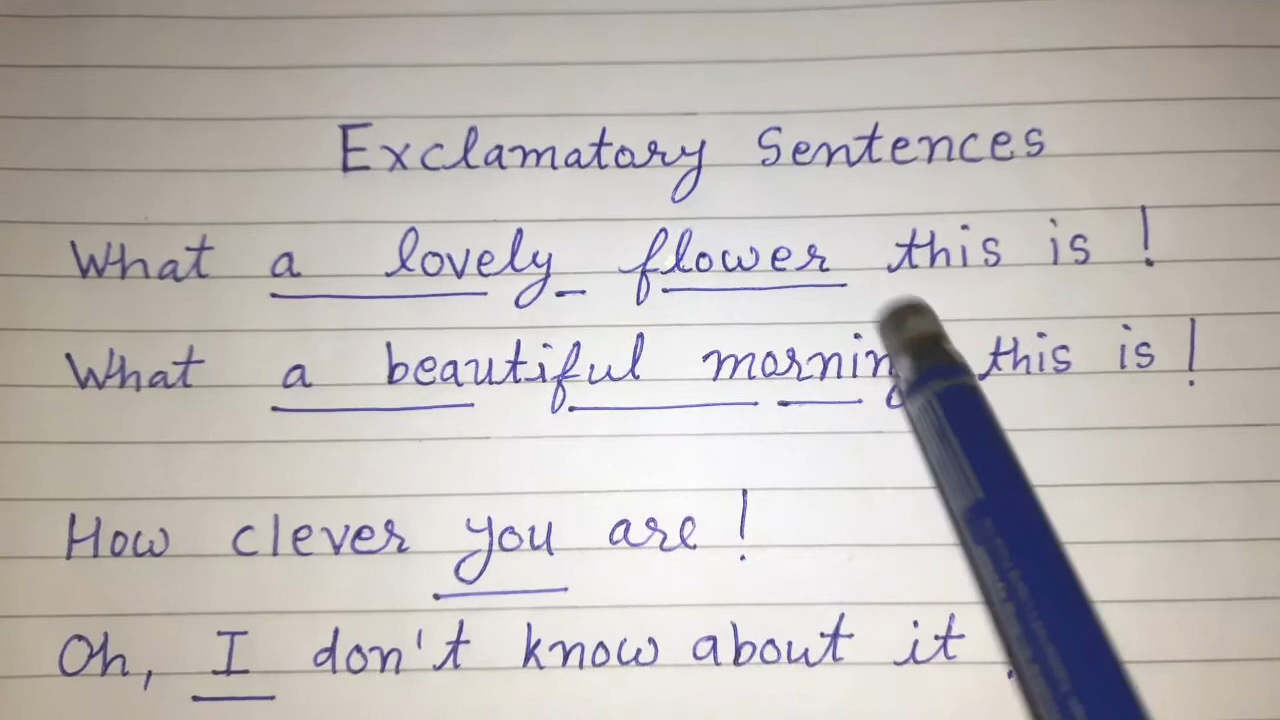 Exclamatory Sentences
What a lovely flower this is !
What a beautiful morning this is !
How clever you are !
Oh, I don't know about it